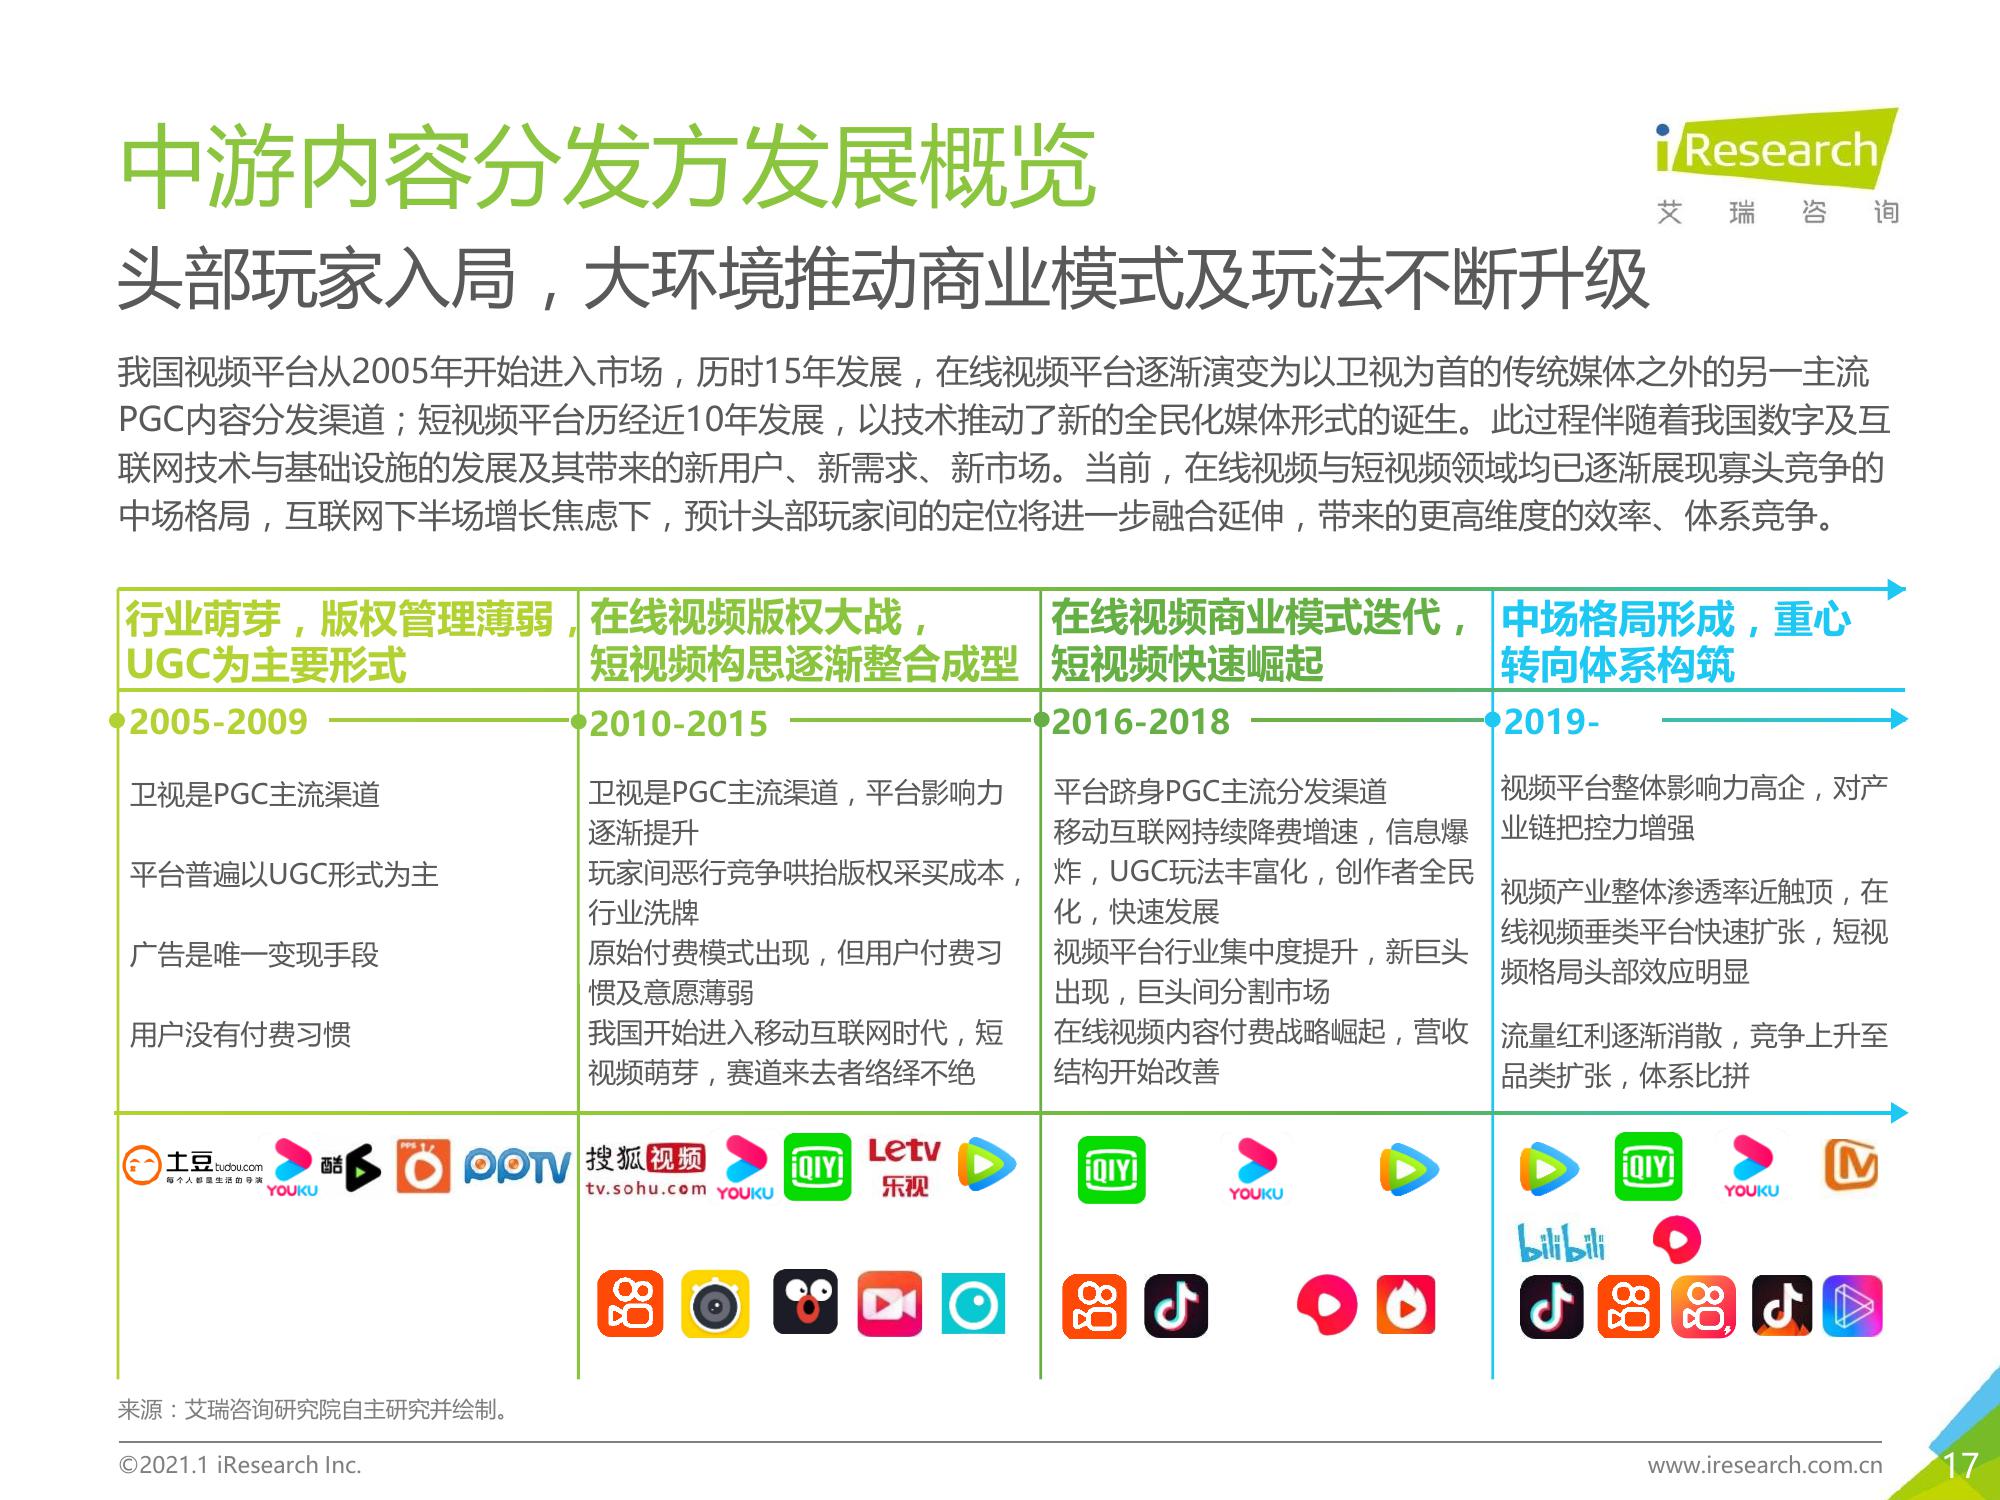 中游内容分发方发展概览
iResearch
艾 瑞 咨 询
头部玩家入局，大环境推动商业模式及玩法不断升级
我国视频平台从2005年开始进入市场，历时15年发展，在线视频平台逐渐演变为以卫视为首的传统媒体之外的另一主流
PGC内容分发渠道；短视频平台历经近10年发展，以技术推动了新的全民化媒体形式的诞生。此过程伴随着我国数字及互
联网技术与基础设施的发展及其带来的新用户、新需求、新市场。当前，在线视频与短视频领域均已逐渐展现寡头竞争的
中场格局，互联网下半场增长焦虑下，预计头部玩家间的定位将进一步融合延伸，带来的更高维度的效率、体系竞争。
行业萌芽，版权管理薄弱，
UGC为主要形式
2005-2009
卫视是PGC主流渠道
平台普遍以UGC形式为主
广告是唯一变现手段
用户没有付费习惯
土豆tudou.com
每个人都是生活的导演
YOUKU
酷6
PPS
PPTV
在线视频版权大战，
短视频构思逐渐整合成型
2010-2015
卫视是PGC主流渠道，平台影响力
逐渐提升
玩家间恶行竞争哄抬版权采买成本，
行业洗牌
原始付费模式出现，但用户付费习
惯及意愿薄弱
我国开始进入移动互联网时代，短
视频萌芽，赛道来去者络绎不绝
搜狐视频
tv.sohu.com
YOUKU
iQIYI
Letv
乐视
在线视频商业模式迭代，
短视频快速崛起
2016-2018
平台跻身PGC主流分发渠道
移动互联网持续降费增速，信息爆
炸，UGC玩法丰富化，创作者全民
化，快速发展
视频平台行业集中度提升，新巨头
出现，巨头间分割市场
在线视频内容付费战略崛起，营收
结构开始改善
iQIYI
YOUKU
中场格局形成，重心
转向体系构筑
2019-
视频平台整体影响力高企，对产
业链把控力增强
视频产业整体渗透率近触顶，在
线视频垂类平台快速扩张，短视
频格局头部效应明显
流量红利逐渐消散，竞争上升至
品类扩张，体系比拼
iQIYI
YOUKU
bilibili
来源：艾瑞咨询研究院自主研究并绘制。
©2021.1 iResearch Inc.
www.iresearch.com.cn
17